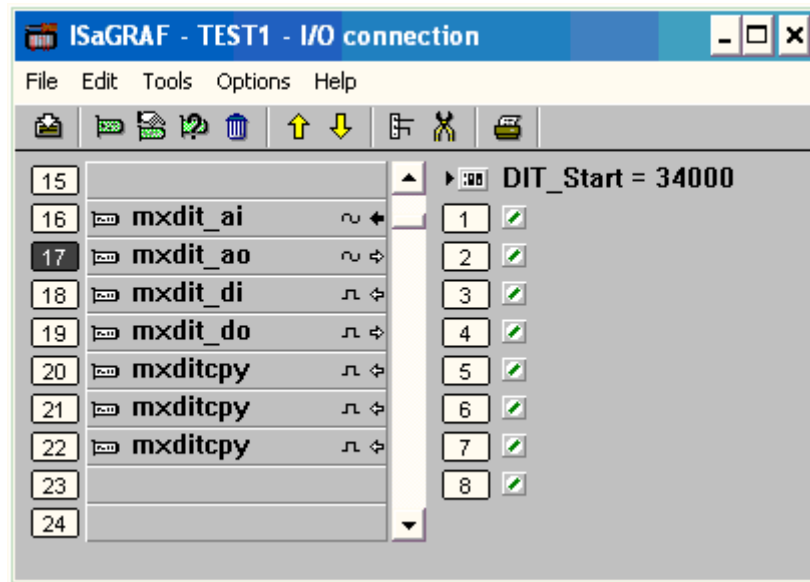 ISaGRAF - TEST1 - I/O connection
File Edit Tools Options Help
15
16 mxdit_ai
17 mxdit_ao
18 mxdit_di
19 mxdit_do
20 mxditcpy
21 mxditcpy
22 mxditcpy
23
24
DIT_Start = 34000
1
2
3
4
5
6
7
8